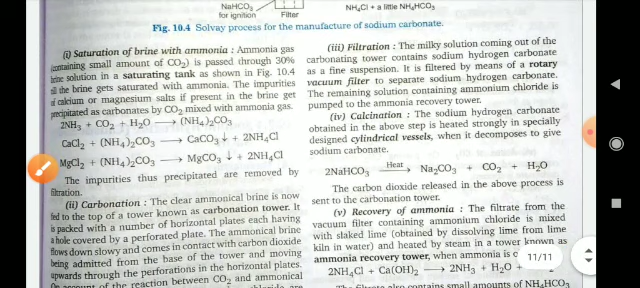 NaHCO₃
for ignition
Filter
NH₄Cl + a little NH₄HCO₃
Fig. 10.4 Solvay process for the manufacture of sodium carbonate.
(i) Saturation of brine with ammonia : Ammonia gas
(containing small amount of CO₂) is passed through 30%
brine solution in a saturating tank as shown in Fig. 10.4
till the brine gets saturated with ammonia. The impurities
of calcium or magnesium salts if present in the brine get
precipitated as carbonates by CO₂ mixed with ammonia gas.
2NH₃ + CO₂ + H₂O ⟶ (NH₄)₂CO₃
CaCl₂ + (NH₄)₂CO₃ ⟶ CaCO₃ ↓ + 2NH₄Cl
MgCl₂ + (NH₄)₂CO₃ ⟶ MgCO₃ ↓ + 2NH₄Cl
The impurities thus precipitated are removed by
filtration.
(ii) Carbonation : The clear ammonical brine is now
fed to the top of a tower known as carbonation tower. It
is packed with a number of horizontal plates each having
a hole covered by a perforated plate. The ammonical brine
flows down slowy and comes in contact with carbon dioxide
being admitted from the base of the tower and moving
upwards through the perforations in the horizontal plates.
On account of the reaction between CO₂ and ammonical
(iii) Filtration : The milky solution coming out of the
carbonating tower contains sodium hydrogen carbonate
as a fine suspension. It is filtered by means of a rotary
vacuum filter to separate sodium hydrogen carbonate.
The remaining solution containing ammonium chloride is
pumped to the ammonia recovery tower.
(iv) Calcination : The sodium hydrogen carbonate
obtained in the above step is heated strongly in specially
designed cylindrical vessels, when it decomposes to give
sodium carbonate.
2NaHCO₃ ⟶ Heat Na₂CO₃ + CO₂ + H₂O
The carbon dioxide released in the above process is
sent to the carbonation tower.
(v) Recovery of ammonia : The filtrate from the
vacuum filter containing ammonium chloride is mixed
with slaked lime (obtained by dissolving lime from lime
kiln in water) and heated by steam in a tower known as
ammonia recovery tower, when ammonia is
2NH₄Cl + Ca(OH)₂ ⟶ 2NH₃ + H₂O +
The filtrate also contains small amounts of NH₄HCO₃
11/11